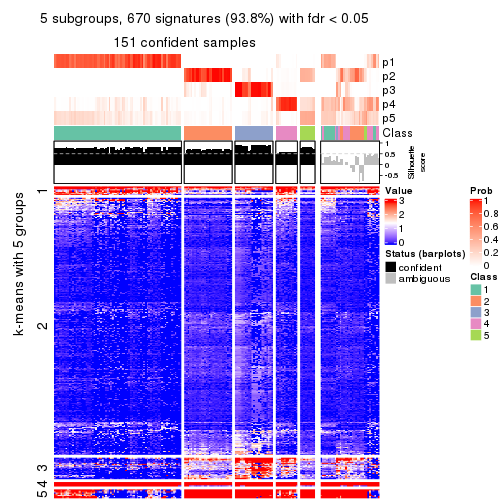 5 subgroups, 670 signatures (93.8%) with fdr < 0.05
151 confident samples
p1
p2
p3
p4
p5
Class
1
0.5
0
-0.5
Silhouette
score
k-means with 5 groups
1
2
3
4
5
Value
3
2
1
0
Status (barplots)
confident
ambiguous
Prob
1
0.8
0.6
0.4
0.2
0
Class
1
2
3
4
5